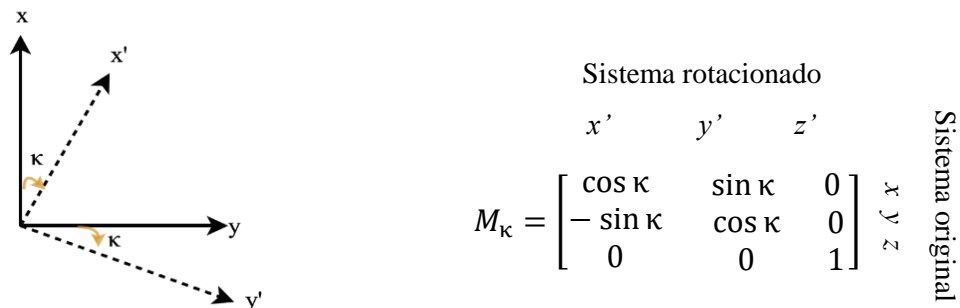 x
x'
κ
y
κ
y'
Sistema rotacionado
x’ y’ z’
M_κ = [ cos κ sin κ 0
− sin κ cos κ 0
0 0 1 ]
x y z
Sistema original